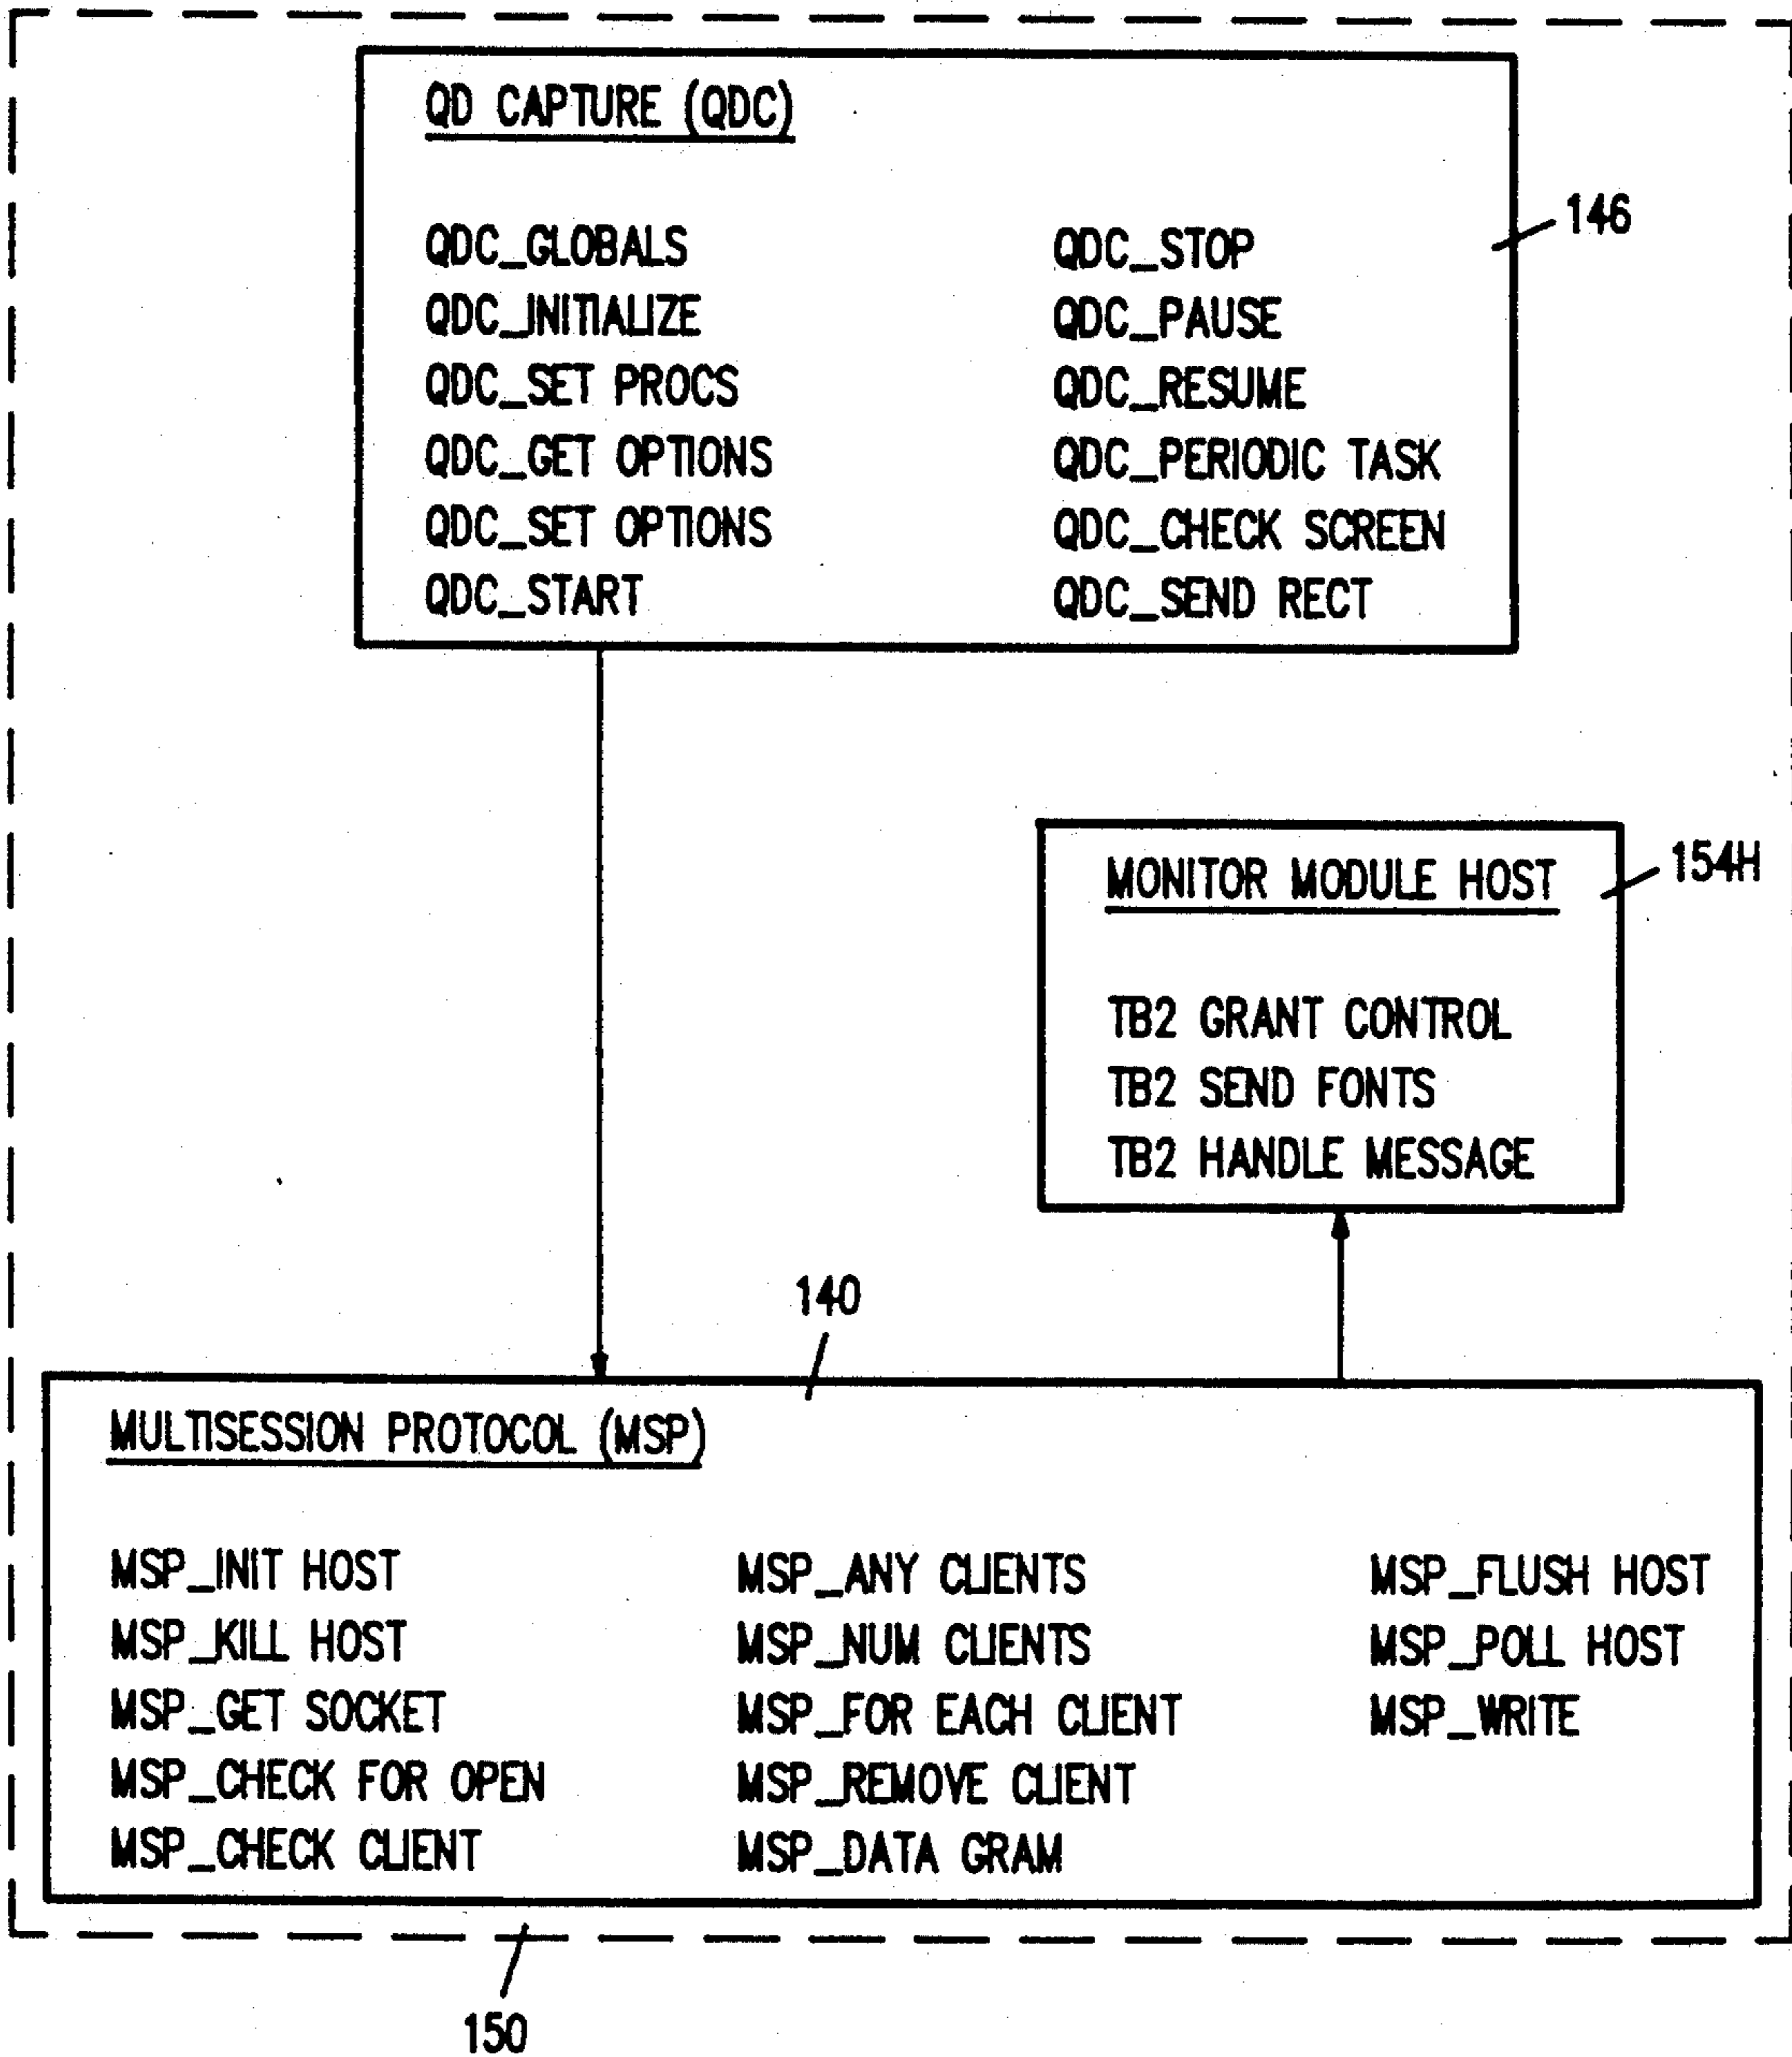 QD CAPTURE (QDC)
QDC_GLOBALS
QDC_INITIALIZE
QDC_SET PROCS
QDC_GET OPTIONS
QDC_SET OPTIONS
QDC_START
QDC_STOP
QDC_PAUSE
QDC_RESUME
QDC_PERIODIC TASK
QDC_CHECK SCREEN
QDC_SEND RECT
146
MONITOR MODULE HOST
TB2 GRANT CONTROL
TB2 SEND FONTS
TB2 HANDLE MESSAGE
154H
140
MULTISESSION PROTOCOL (MSP)
MSP_INIT HOST
MSP_KILL HOST
MSP_GET SOCKET
MSP_CHECK FOR OPEN
MSP_CHECK CLIENT
MSP_ANY CLIENTS
MSP_NUM CLIENTS
MSP_FOR EACH CLIENT
MSP_REMOVE CLIENT
MSP_DATA GRAM
MSP_FLUSH HOST
MSP_POLL HOST
MSP_WRITE
150